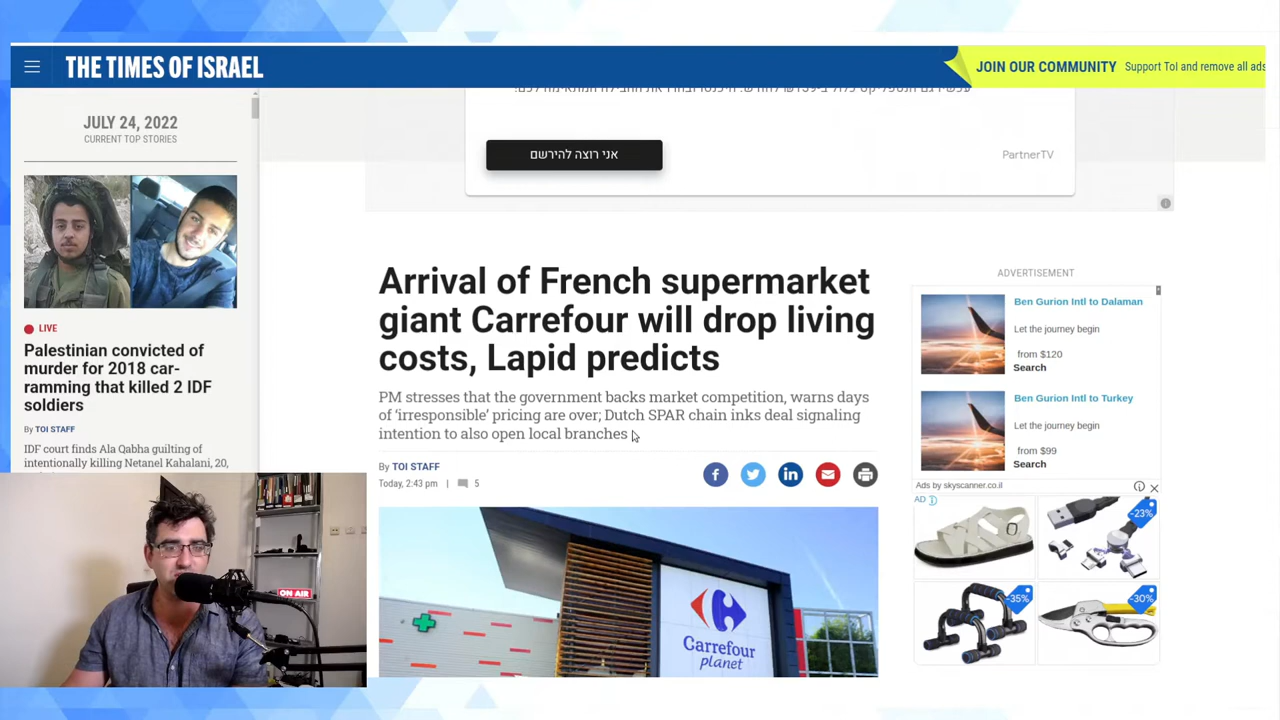 THE TIMES OF ISRAEL
JOIN OUR COMMUNITY
Support ToI and remove all ads
JULY 24, 2022
CURRENT TOP STORIES
LIVE
Palestinian convicted of
murder for 2018 car-
ramming that killed 2 IDF
soldiers
By TOI STAFF
IDF court finds Ala Qabha guilting of
intentionally killing Netanel Kahalani, 20,
אני רוצה להירשם
PartnerTV
Arrival of French supermarket
giant Carrefour will drop living
costs, Lapid predicts
PM stresses that the government backs market competition, warns days
of ‘irresponsible’ pricing are over; Dutch SPAR chain inks deal signaling
intention to also open local branches
By TOI STAFF
Today, 2:43 pm | 5
Carrefour
planet
ADVERTISEMENT
Ben Gurion Intl to Dalaman
Let the journey begin
from $120
Search
Ben Gurion Intl to Turkey
Let the journey begin
from $99
Search
Ads by skyscanner.co.il
AD
-23%
-35%
-30%
ON AIR